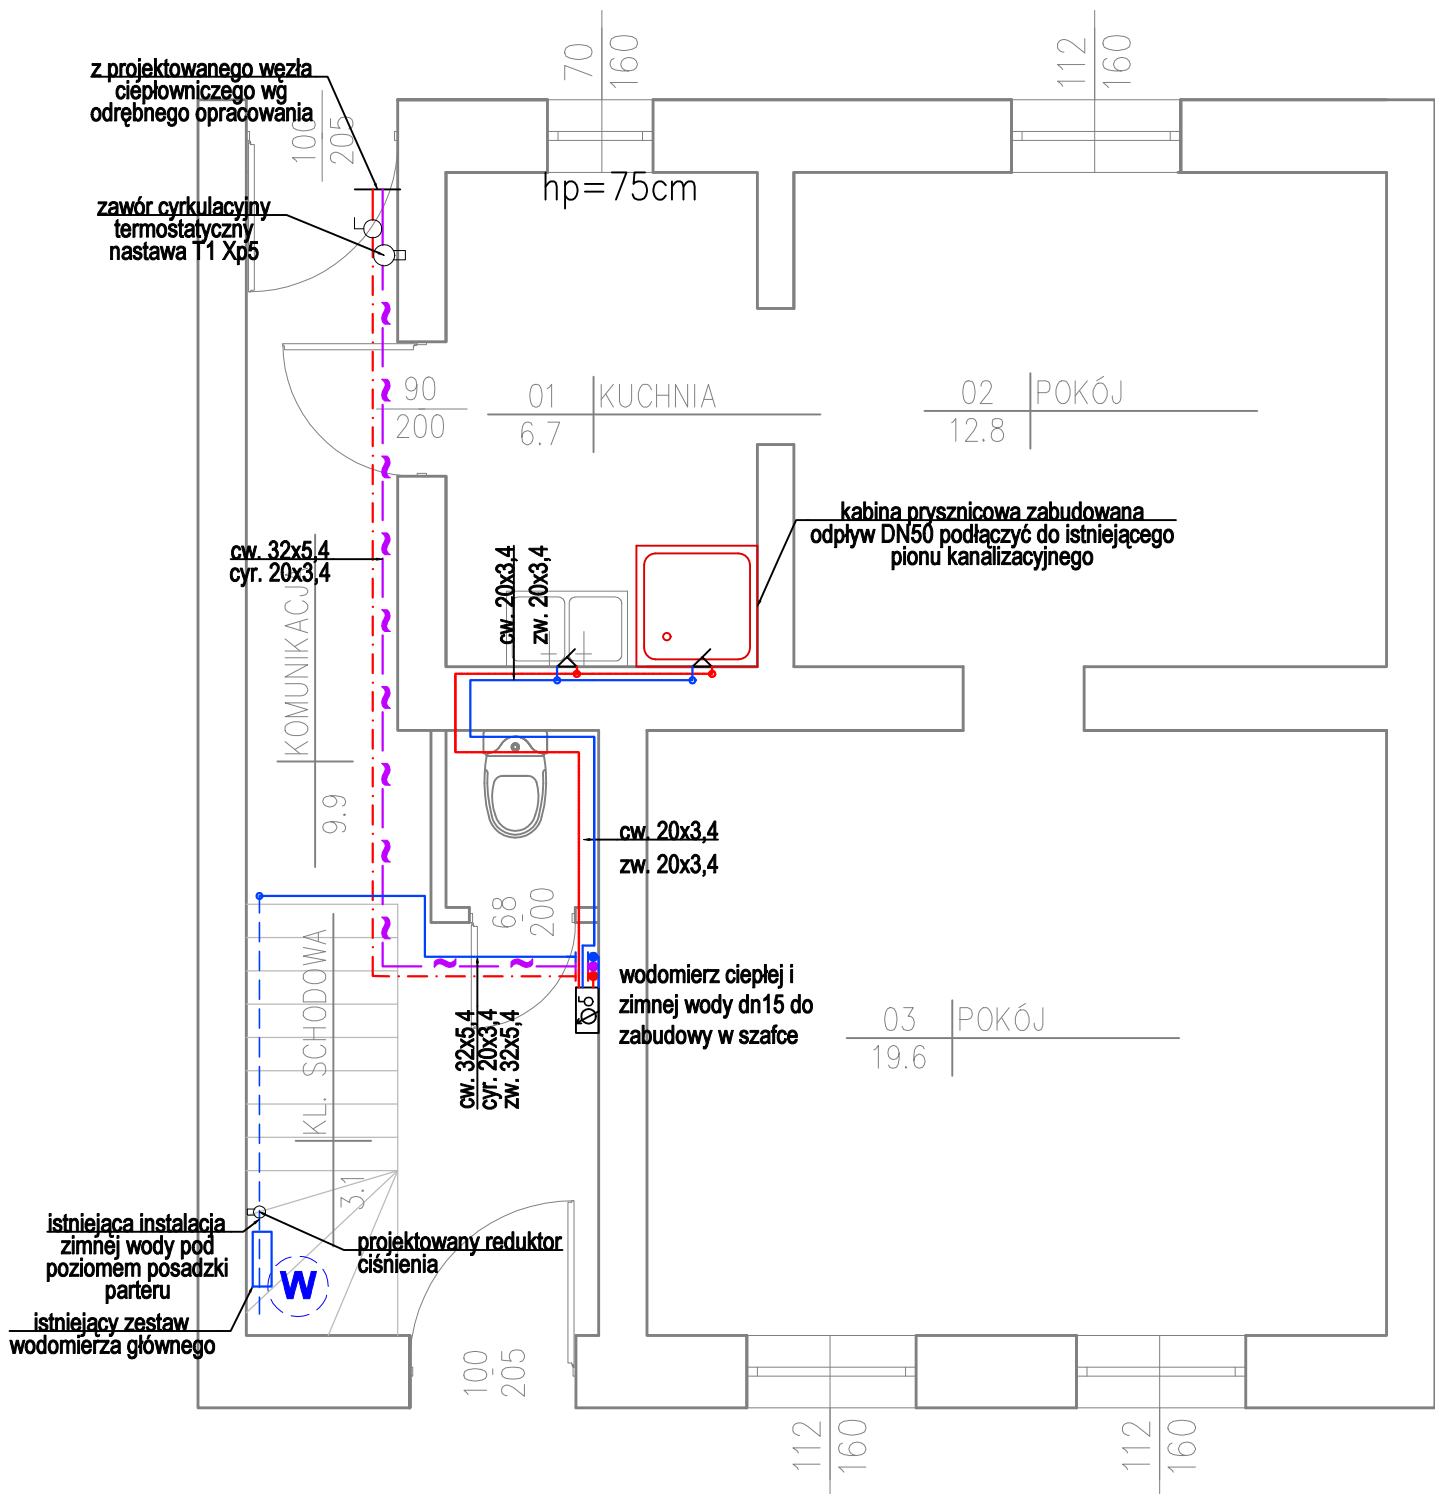 70
160
112
160
z projektowanego węzła
ciepłowniczego wg
odrębnego opracowania
100
205
hp=75cm
zawór cyrkulacyjny
termostatyczny
nastawa T1 Xp5
90
200
01
KUCHNIA
6.7
02
POKÓJ
12.8
kabina prysznicowa zabudowana
odpływ DN50 podłączyć do istniejącego
pionu kanalizacyjnego
cw. 32x5,4
cyr. 20x3,4
cw. 20x3,4
zw. 20x3,4
KOMUNIKACJ
9.9
cw. 20x3,4
zw. 20x3,4
68
200
KL. SCHODOWA
3.1
wodomierz ciepłej i
zimnej wody dn15 do
zabudowy w szafce
cw. 32x5,4
cyr. 20x3,4
zw. 32x5,4
03
POKÓJ
19.6
istniejąca instalacja
zimnej wody pod
poziomem posadzki
parteru
projektowany reduktor
ciśnienia
W
istniejący zestaw
wodomierza głównego
100
205
112
160
112
160